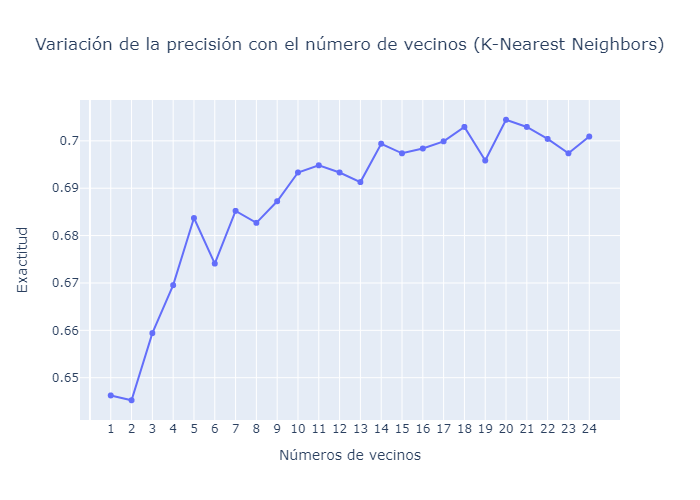 Variación de la precisión con el número de vecinos (K-Nearest Neighbors)
0.7
0.69
0.68
0.67
0.66
0.65
Exactitud
1 2 3 4 5 6 7 8 9 10 11 12 13 14 15 16 17 18 19 20 21 22 23 24
Números de vecinos